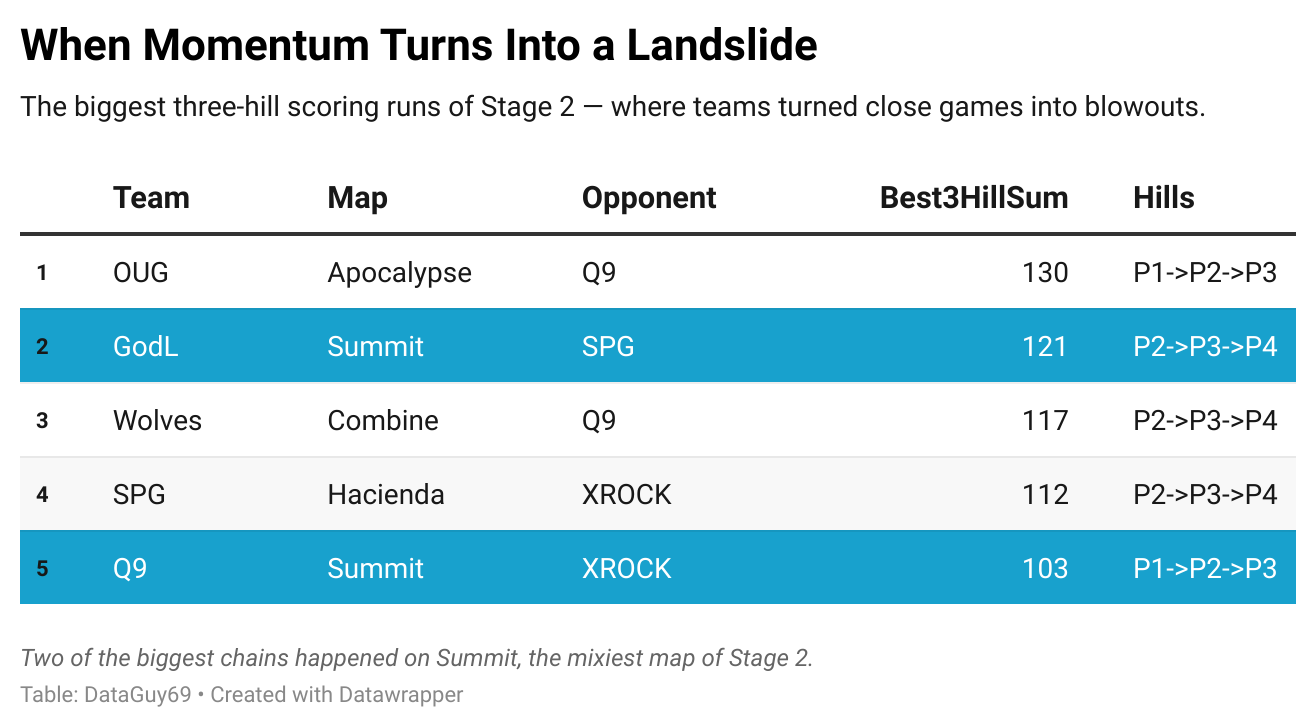 When Momentum Turns Into a Landslide
The biggest three-hill scoring runs of Stage 2 — where teams turned close games into blowouts.
Team Map Opponent Best3HillSum Hills
1 OUG Apocalypse Q9 130 P1->P2->P3
2 GodL Summit SPG 121 P2->P3->P4
3 Wolves Combine Q9 117 P2->P3->P4
4 SPG Hacienda XROCK 112 P2->P3->P4
5 Q9 Summit XROCK 103 P1->P2->P3
Two of the biggest chains happened on Summit, the mixiest map of Stage 2.
Table: DataGuy69 • Created with Datawrapper